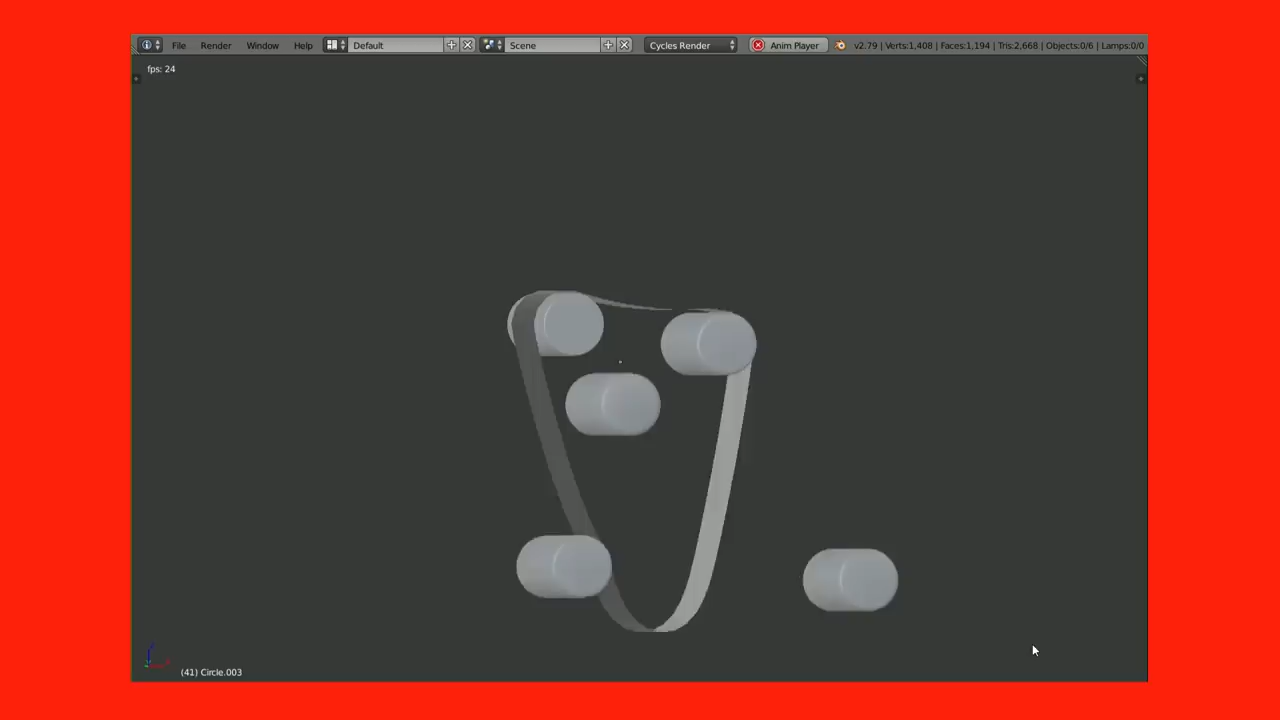 File Render Window Help Default Scene Cycles Render Anim Player v2.79 | Verts:1,408 | Faces:1,194 | Tris:2,668 | Objects:0/6 | Lamps:0/0
fps: 24
(41) Circle.003